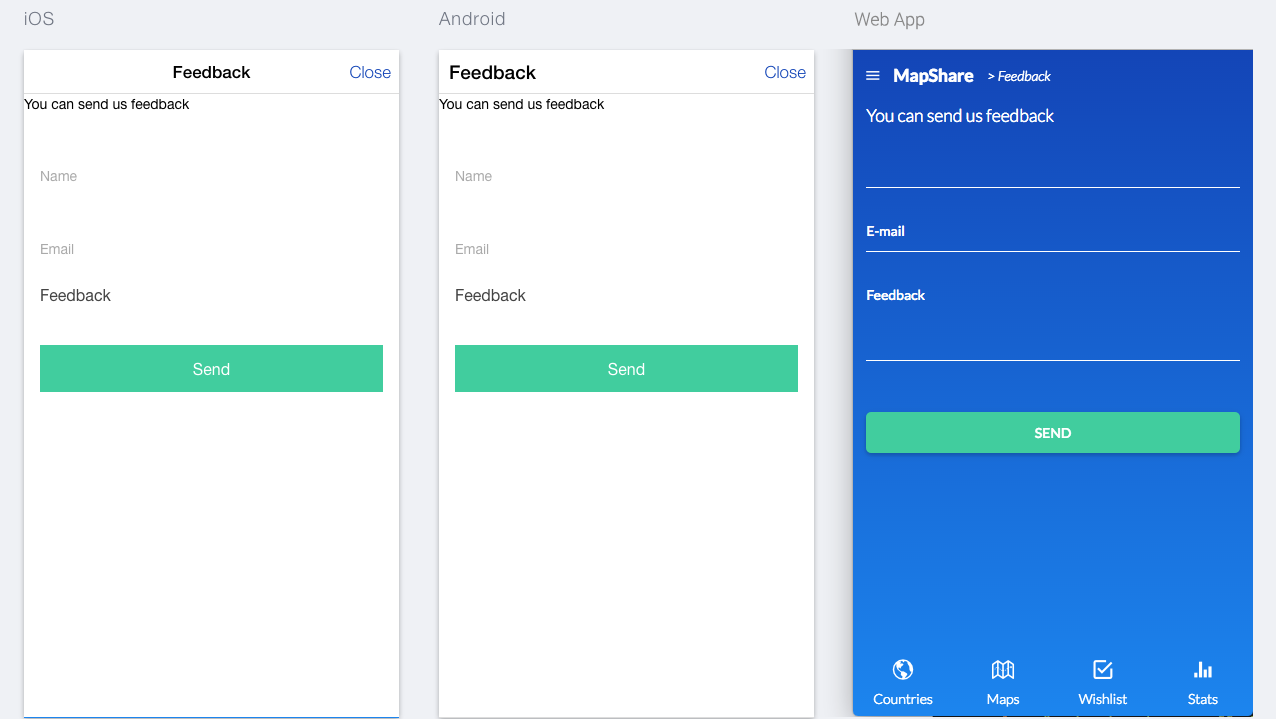 iOS
Feedback Close
You can send us feedback
Name
Email
Feedback
Send
Android
Feedback Close
You can send us feedback
Name
Email
Feedback
Send
Web App
MapShare > Feedback
You can send us feedback
E-mail
Feedback
SEND
Countries Maps Wishlist Stats